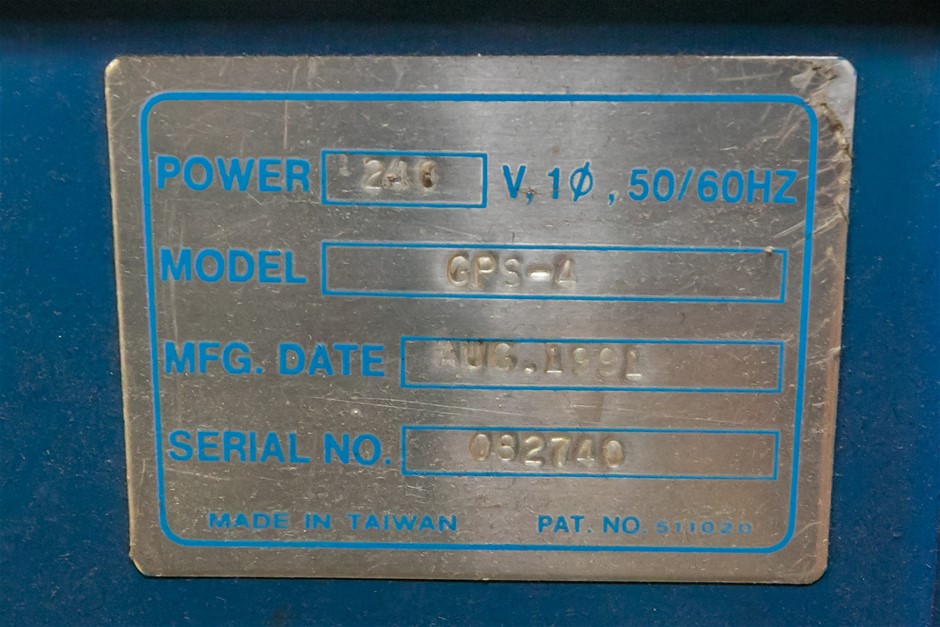 POWER 240 V, 1Ø, 50/60HZ
MODEL GPS-4
MFG. DATE AUG.1991
SERIAL NO. 082740
MADE IN TAIWAN PAT. NO. 511020